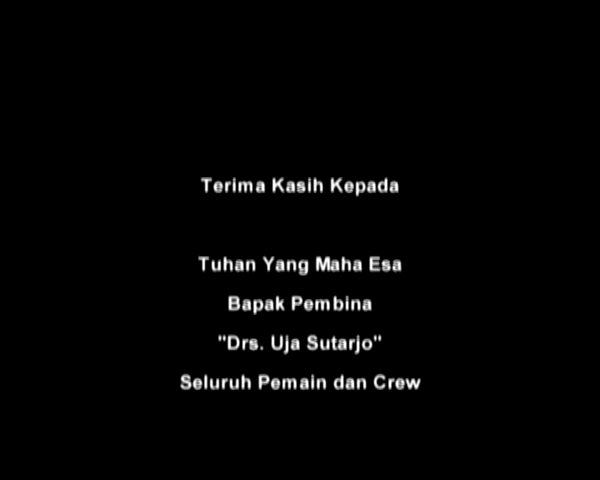 Terima Kasih Kepada
Tuhan Yang Maha Esa
Bapak Pembina
"Drs. Uja Sutarjo"
Seluruh Pemain dan Crew